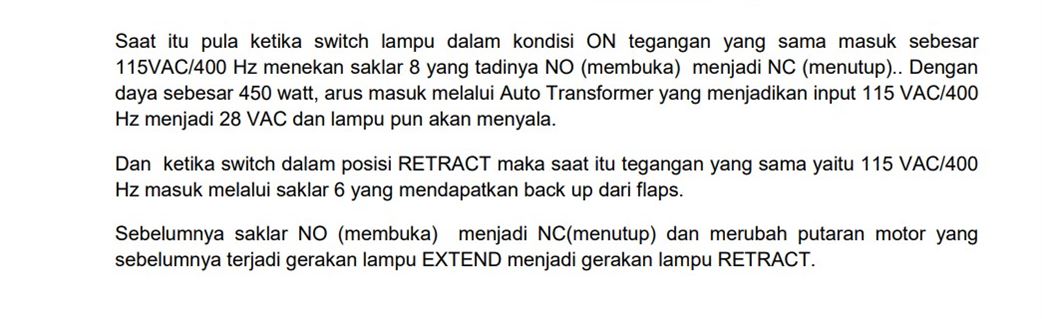 Saat itu pula ketika switch lampu dalam kondisi ON tegangan yang sama masuk sebesar
115VAC/400 Hz menekan saklar 8 yang tadinya NO (membuka) menjadi NC (menutup).. Dengan
daya sebesar 450 watt, arus masuk melalui Auto Transformer yang menjadikan input 115 VAC/400
Hz menjadi 28 VAC dan lampu pun akan menyala.
Dan ketika switch dalam posisi RETRACT maka saat itu tegangan yang sama yaitu 115 VAC/400
Hz masuk melalui saklar 6 yang mendapatkan back up dari flaps.
Sebelumnya saklar NO (membuka) menjadi NC(menutup) dan merubah putaran motor yang
sebelumnya terjadi gerakan lampu EXTEND menjadi gerakan lampu RETRACT.